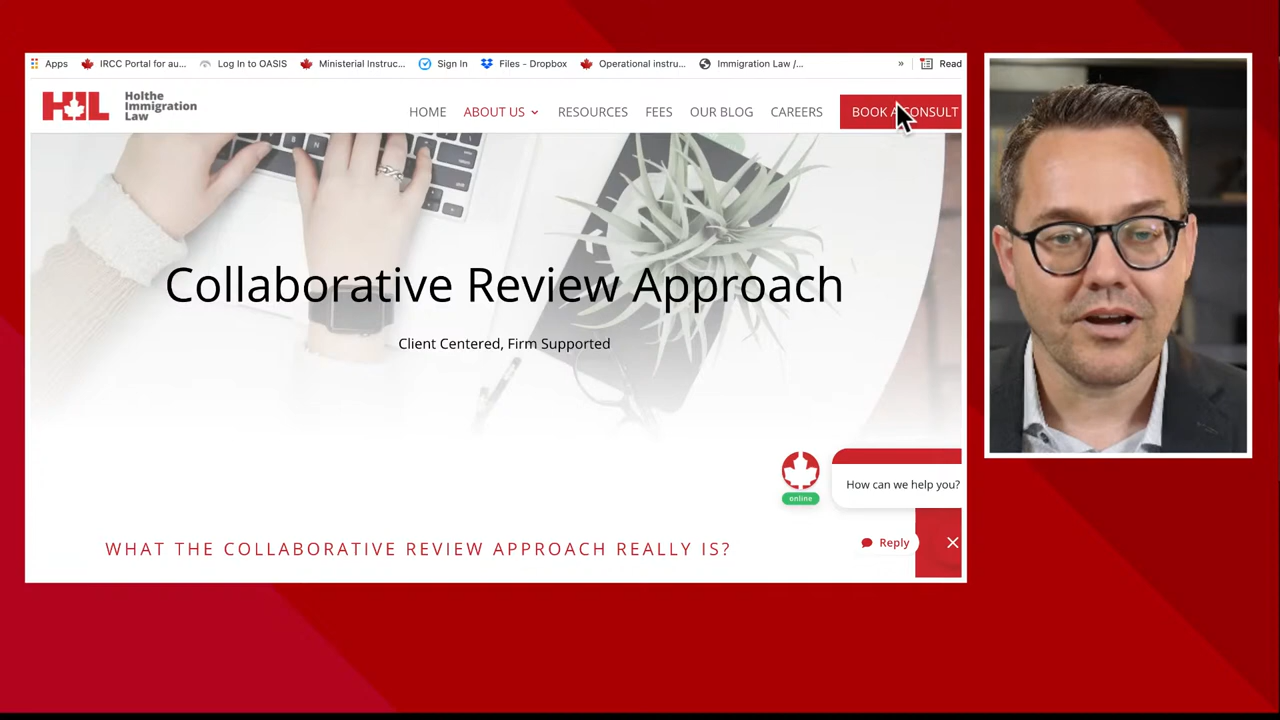 Apps IRCC Portal for au... Log In to OASIS Ministerial Instruc... Sign In Files - Dropbox Operational instru... Immigration Law /... » Read
HIL Holthe
Immigration
Law
HOME ABOUT US RESOURCES FEES OUR BLOG CAREERS BOOK A CONSULT
Collaborative Review Approach
Client Centered, Firm Supported
How can we help you?
online
WHAT THE COLLABORATIVE REVIEW APPROACH REALLY IS?
Reply